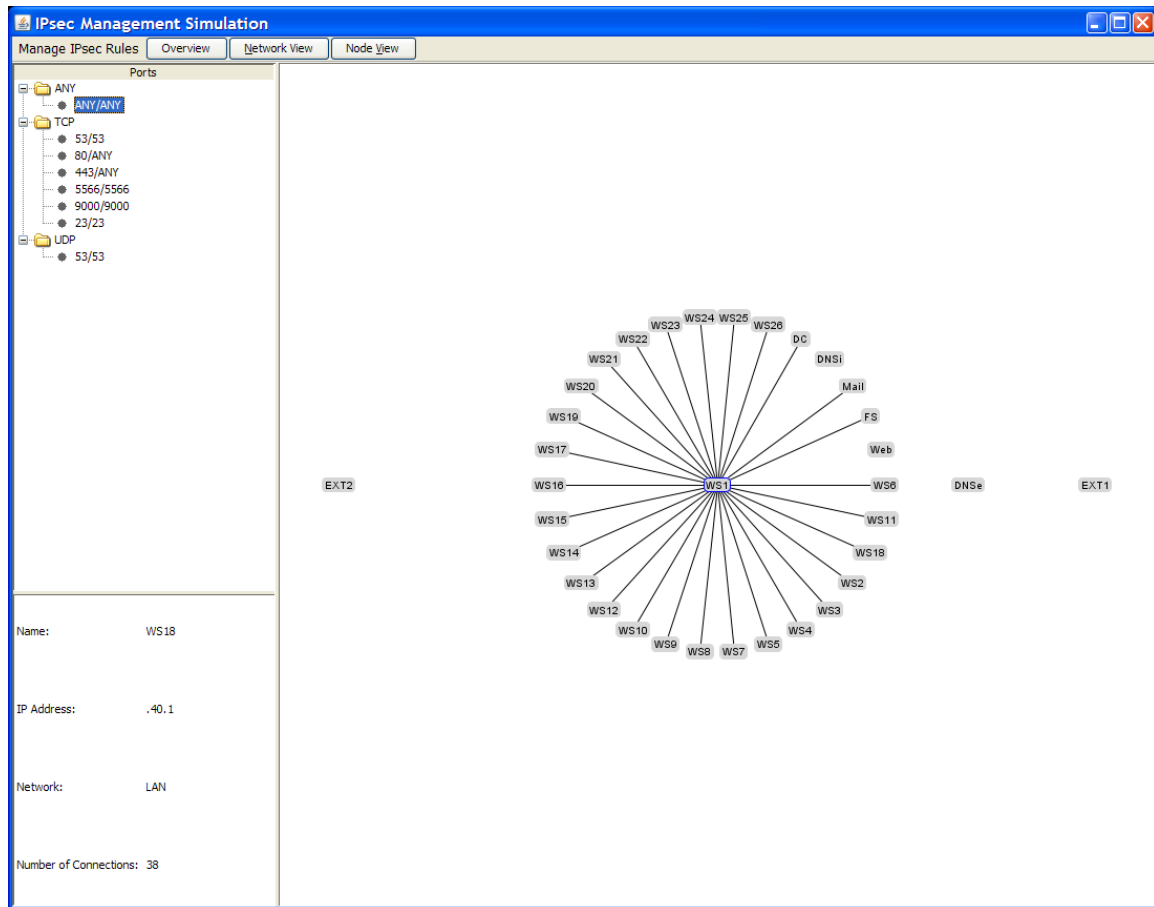 IPsec Management Simulation
Manage IPsec Rules Overview Network View Node View
Ports
ANY
ANY/ANY
TCP
53/53
80/ANY
443/ANY
5566/5566
9000/9000
23/23
UDP
53/53
Name: WS18
IP Address: .40.1
Network: LAN
Number of Connections: 38
WS24 WS25
WS23 WS26
WS22 DC
WS21 DNSi
WS20 Mail
WS19 FS
WS17 Web
EXT2 WS16 WS1 WS6 DNSe EXT1
WS15 WS11
WS14 WS18
WS13 WS2
WS12 WS3
WS10 WS4
WS9 WS5
WS8 WS7